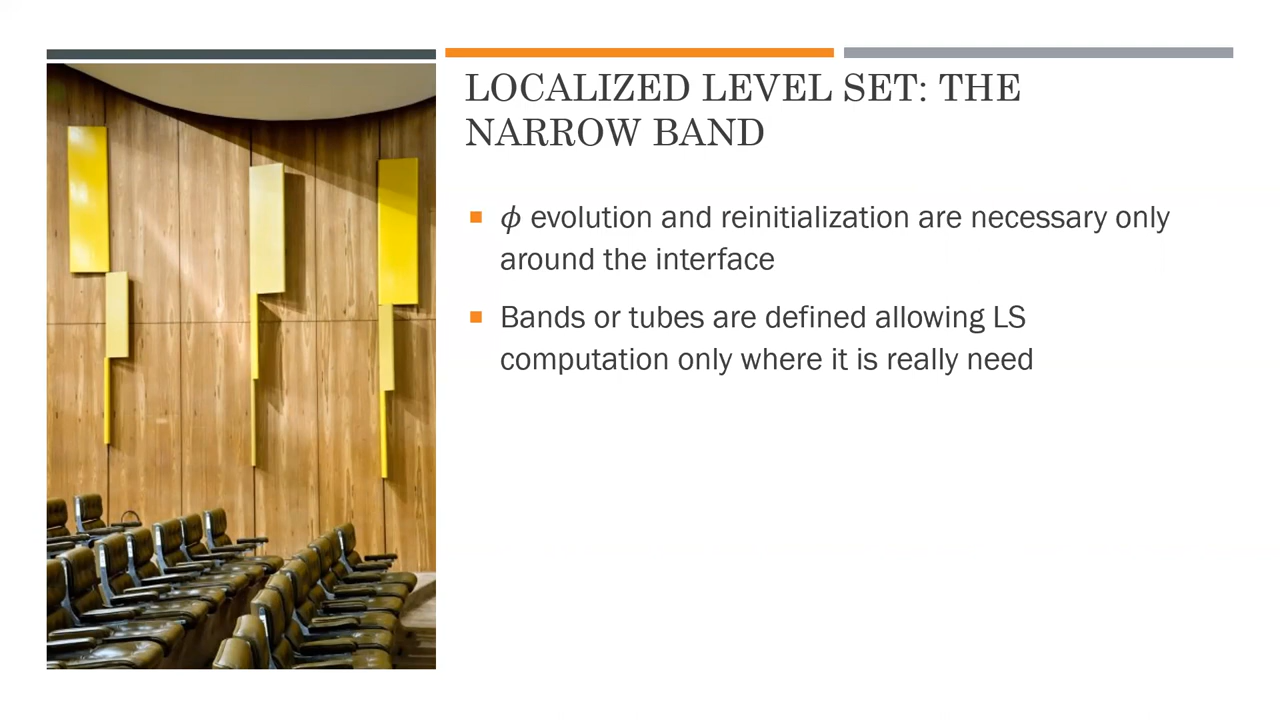 LOCALIZED LEVEL SET: THE
NARROW BAND
ϕ evolution and reinitialization are necessary only
around the interface
Bands or tubes are defined allowing LS
computation only where it is really need